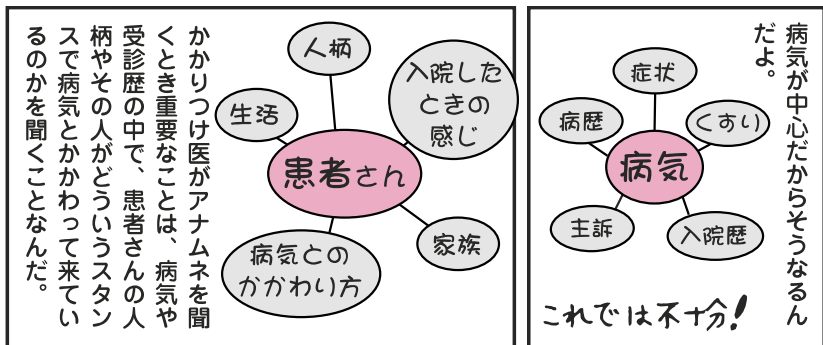 病気が中心だからそうなるん
だよ。
症状
病歴
くすり
病気
主訴
入院歴
これでは不十分!
人柄
入院した
ときの
感じ
生活
患者さん
病気との
かかわり方
家族
かかりつけ医がアナムネを聞
くとき重要なことは、病気や
受診歴の中で、患者さんの人
柄やその人がどういうスタン
スで病気とかかわって来てい
るのかを聞くことなんだ。